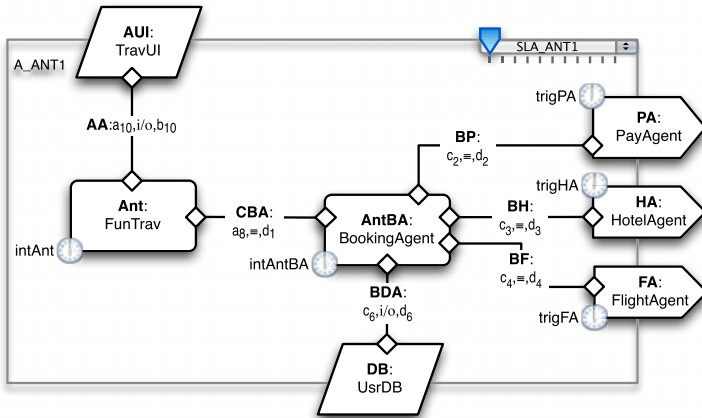 AUI:
TravUI
SLA_ANT1
A_ANT1
trigPA
AA:a10,i/o,b10
PA:
PayAgent
BP:
c2,≡,d2
trigHA
Ant:
FunTrav
HA:
HotelAgent
CBA:
a8,≡,d1
AntBA:
BookingAgent
BH:
c3,≡,d3
intAnt
intAntBA
BF:
c4,≡,d4
FA:
FlightAgent
BDA:
c6,i/o,d6
trigFA
DB:
UsrDB